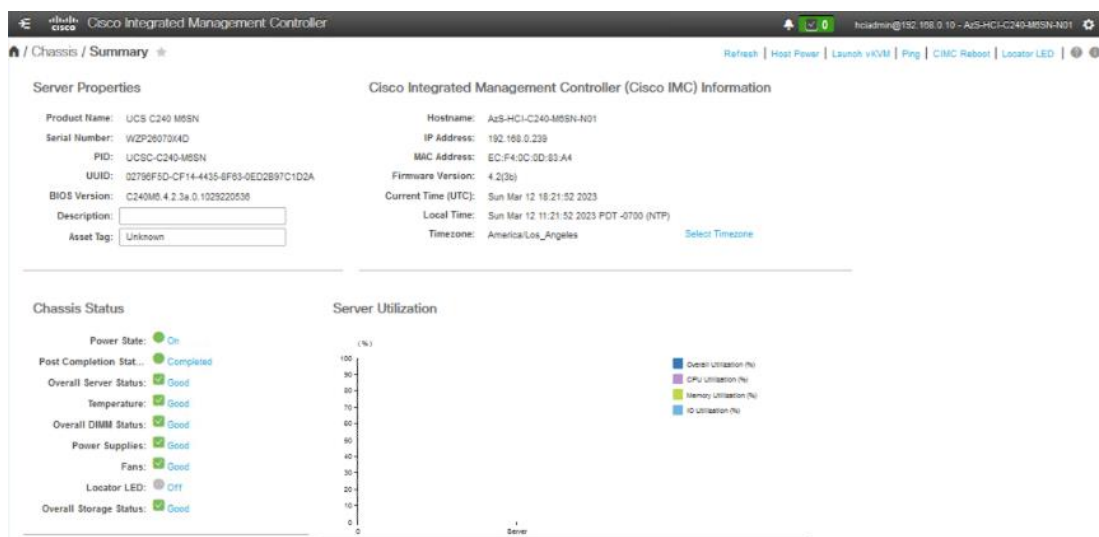 cisco Cisco Integrated Management Controller
0
hciadmin@192.168.0.10 - AzS-HCI-C240-M6SN-N01
/ Chassis / Summary
Refresh | Host Power | Launch vKVM | Ping | CIMC Reboot | Locator LED |
Server Properties
Product Name: UCS C240 M6SN
Serial Number: WZP26070X4D
PID: UCSC-C240-M6SN
UUID: 02796F5D-CF14-4435-8F63-0ED2B97C1D2A
BIOS Version: C240M6.4.2.3a.0.1029220536
Description:
Asset Tag: Unknown
Cisco Integrated Management Controller (Cisco IMC) Information
Hostname: AzS-HCI-C240-M6SN-N01
IP Address: 192.168.0.239
MAC Address: EC:F4:0C:0D:83:A4
Firmware Version: 4.2(3b)
Current Time (UTC): Sun Mar 12 18:21:52 2023
Local Time: Sun Mar 12 11:21:52 2023 PDT -0700 (NTP)
Timezone: America/Los_Angeles Select Timezone
Chassis Status
Power State: On
Post Completion Stat... Completed
Overall Server Status: Good
Temperature: Good
Overall DIMM Status: Good
Power Supplies: Good
Fans: Good
Locator LED: Off
Overall Storage Status: Good
Server Utilization
(%)
100
90
80
70
60
50
40
30
20
10
0
0
Server
Overall Utilization (%)
CPU Utilization (%)
Memory Utilization (%)
IO Utilization (%)